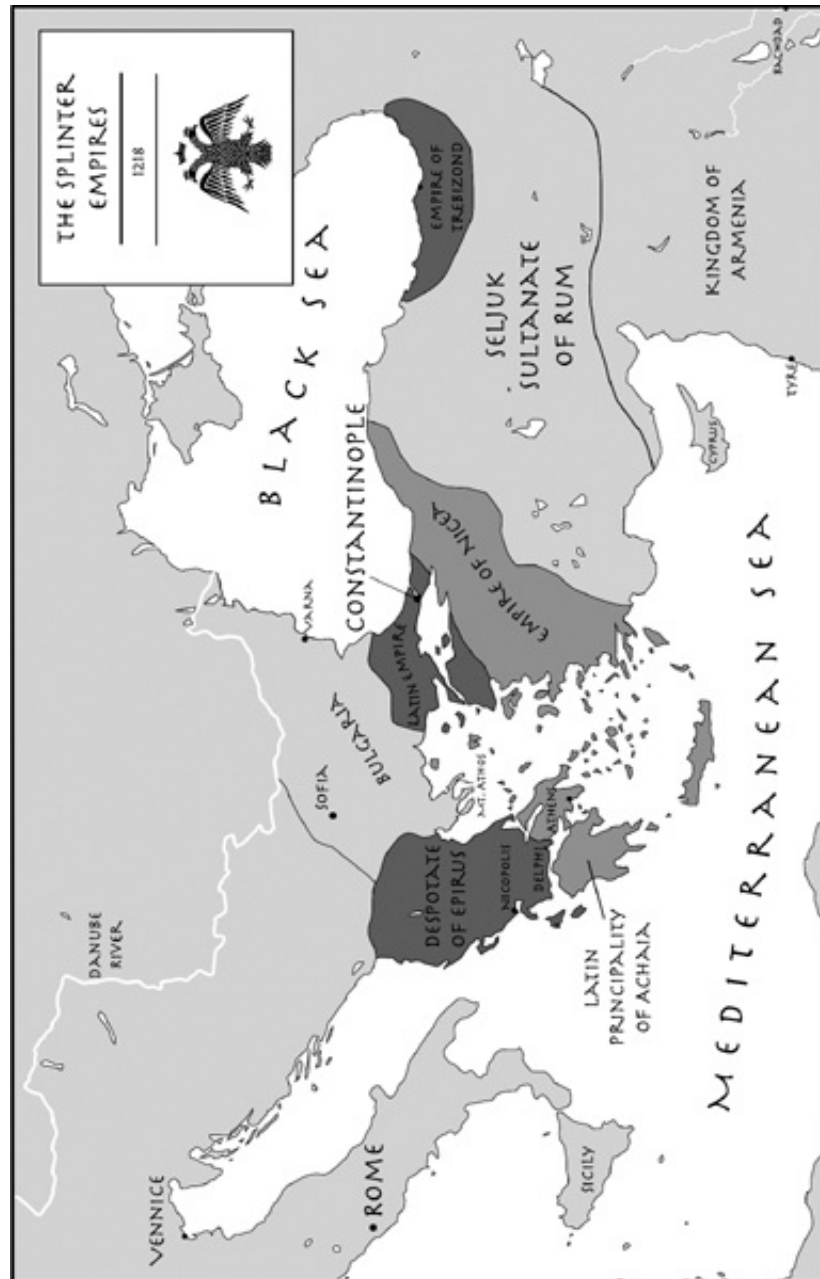 THE SPLINTER
EMPIRES
1218
VENNICE
ROME
SICILY
DANUBE
RIVER
SOFIA
BULGARIA
VARNA
BLACK SEA
CONSTANTINOPLE
LATIN EMPIRE
MT. ATHOS
DESPOTATE
OF EPIRUS
NICOPOLIS
DELPHI
ATHENS
LATIN
PRINCIPALITY
OF ACHAIA
EMPIRE OF NICEA
EMPIRE OF
TREBIZOND
SELJUK
SULTANATE
OF RUM
KINGDOM OF
ARMENIA
BAGHDAD
CYPRUS
TYRE
MEDITERRANEAN SEA